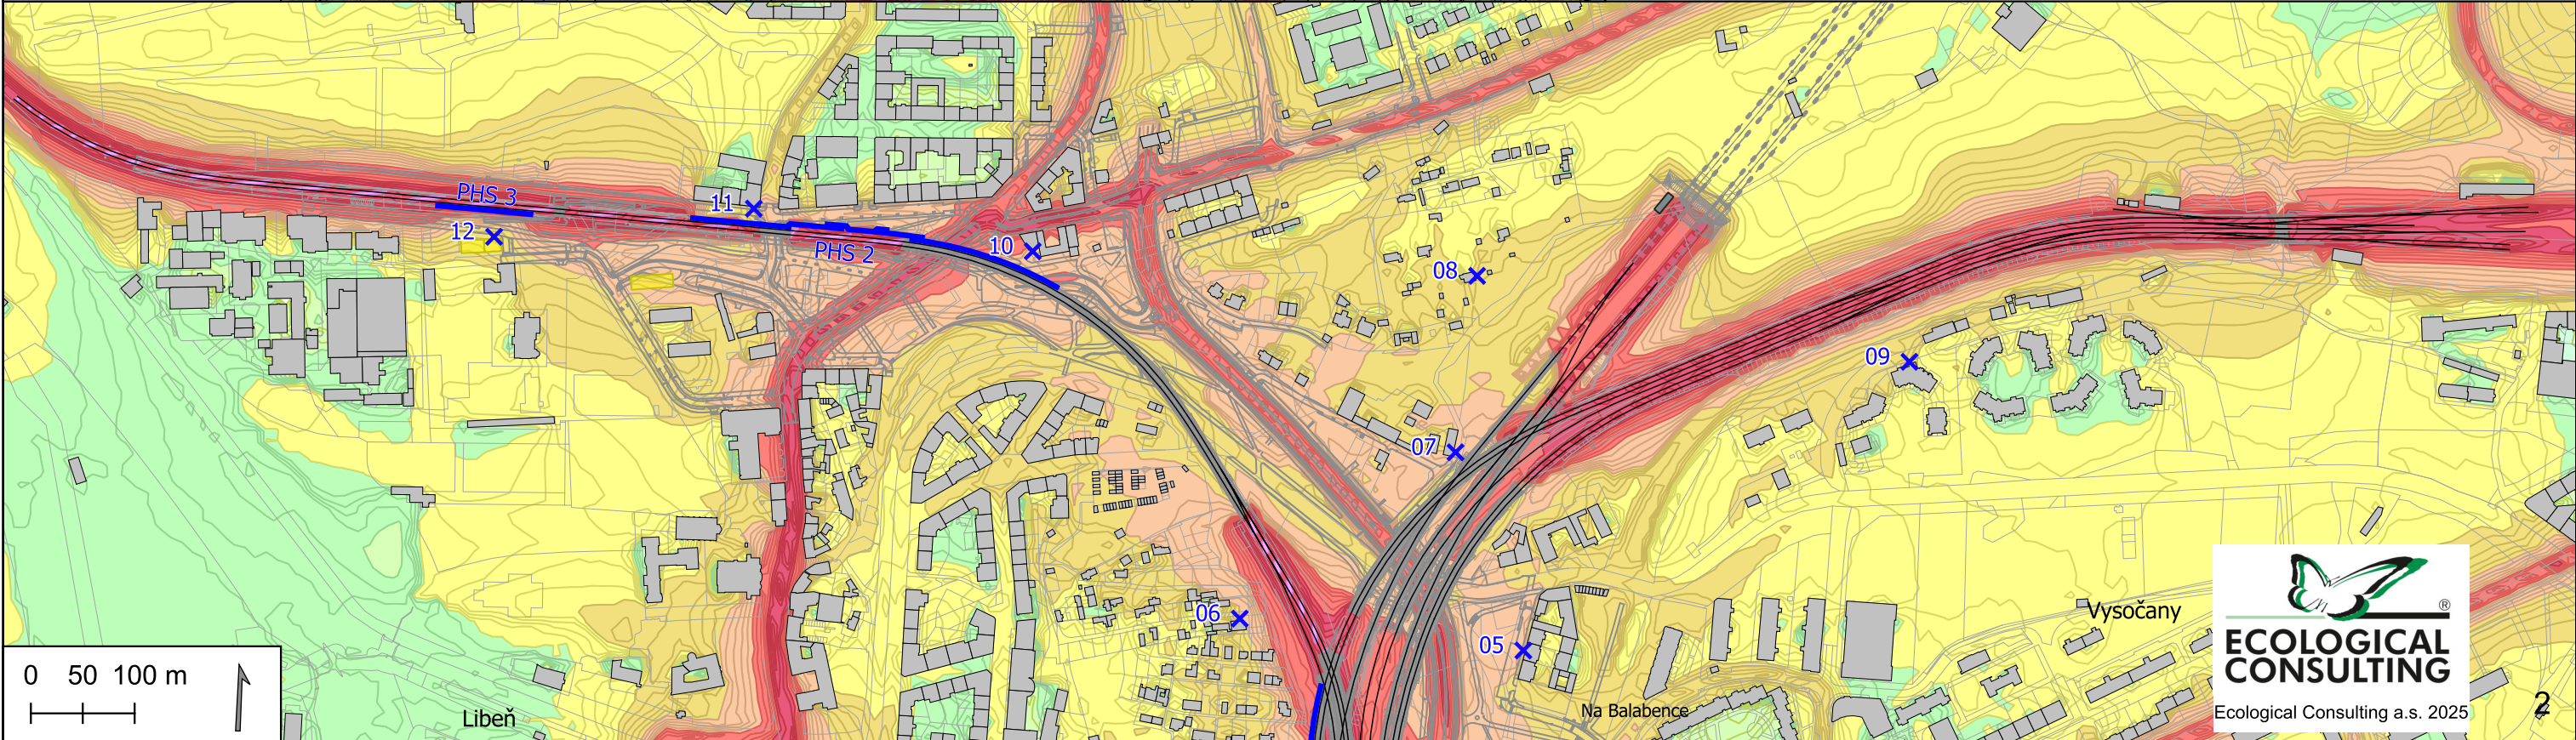 PHS 3
11
12
PHS 2
10
08
09
07
06
05
Vysočany
Na Balabence
Libeň
0 50 100 m
®
ECOLOGICAL
CONSULTING
Ecological Consulting a.s. 2025
2